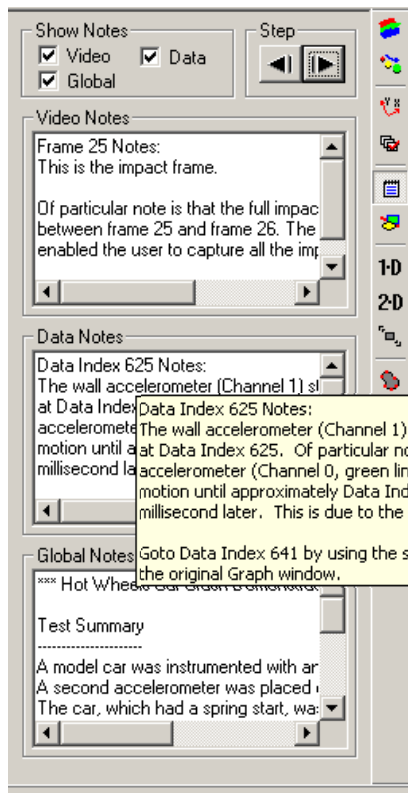 Show Notes
Step
Video
Data
Global
Video Notes
Frame 25 Notes:
This is the impact frame.
Of particular note is that the full impac
between frame 25 and frame 26. The
enabled the user to capture all the imp
Data Notes
Data Index 625 Notes:
The wall accelerometer (Channel 1) sl
at Data Index
acceleromete
motion until a
millisecond la
Data Index 625 Notes:
The wall accelerometer (Channel 1)
at Data Index 625. Of particular no
accelerometer (Channel 0, green lin
motion until approximately Data Ind
millisecond later. This is due to the
Goto Data Index 641 by using the s
the original Graph window.
Global Notes
*** Hot Wheels Car Crash
Test Summary
----------------------
A model car was instrumented with an
A second accelerometer was placed
The car, which had a spring start, wa
Y X
1-D
2-D